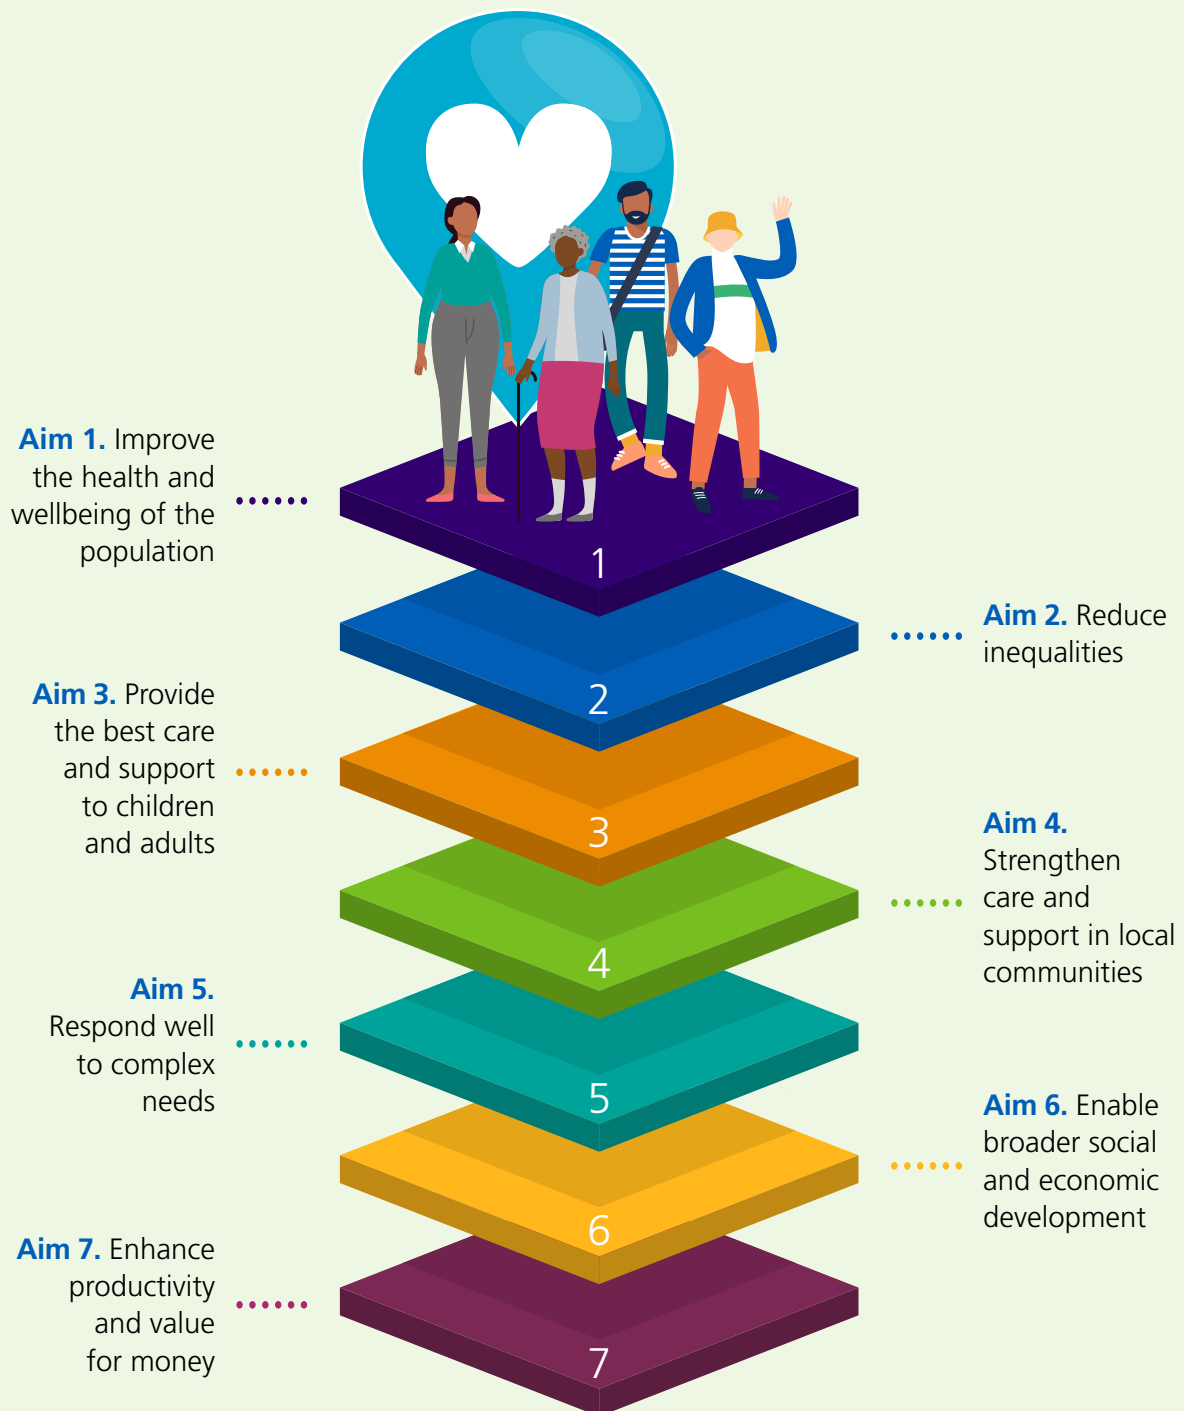 Aim 1. Improve
the health and
wellbeing of the
population
1
Aim 2. Reduce
inequalities
2
Aim 3. Provide
the best care
and support
to children
and adults
3
Aim 4.
Strengthen
care and
support in local
communities
4
Aim 5.
Respond well
to complex
needs
5
Aim 6. Enable
broader social
and economic
development
6
Aim 7. Enhance
productivity
and value
for money
7